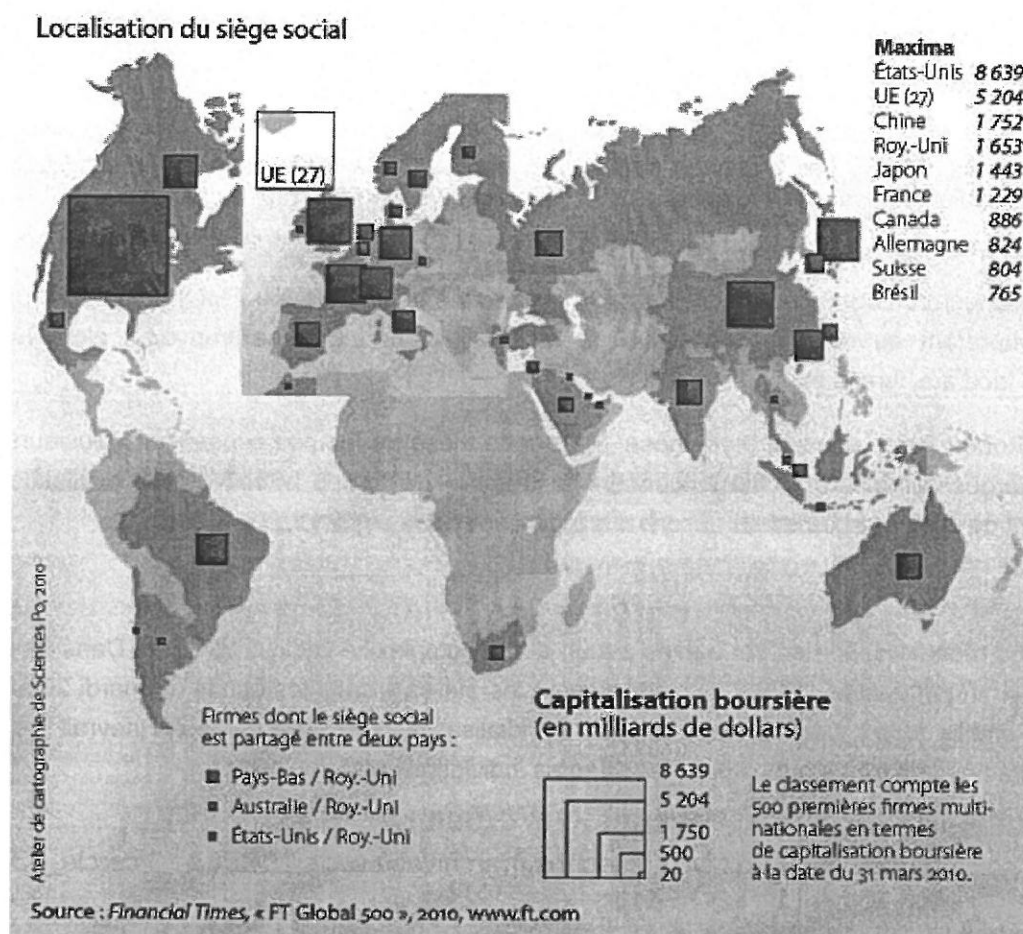 Localisation du siège social
Maxima
États-Unis 8 639
UE (27) 5 204
Chine 1 752
Roy.-Uni 1 653
Japon 1 443
France 1 229
Canada 886
Allemagne 824
Suisse 804
Brésil 765
UE (27)
Atelier de cartographie de Sciences Po, 2010
Firmes dont le siège social
est partagé entre deux pays :
Pays-Bas / Roy.-Uni
Australie / Roy.-Uni
États-Unis / Roy.-Uni
Capitalisation boursière
(en milliards de dollars)
8 639
5 204
1 750
500
20
Le classement compte les
500 premières firmes multi-
nationales en termes
de capitalisation boursière
à la date du 31 mars 2010.
Source : Financial Times, « FT Global 500 », 2010, www.ft.com